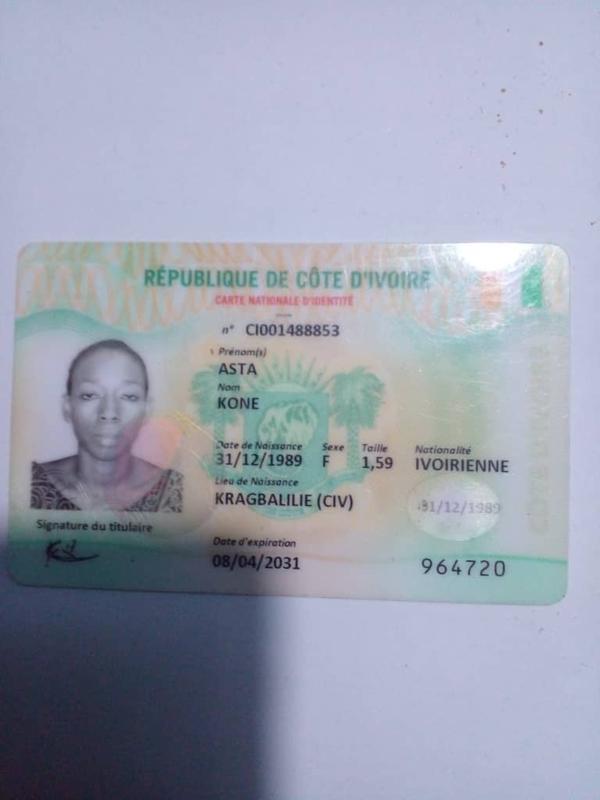 RÉPUBLIQUE DE CÔTE D'IVOIRE
CARTE NATIONALE D'IDENTITÉ
n° CI001488853
Prénom(s)
ASTA
Nom
KONE
Date de Naissance Sexe Taille Nationalité
31/12/1989 F 1,59 IVOIRIENNE
Lieu de Naissance
KRAGBALILIE (CIV)
31/12/1989
Signature du titulaire
Date d'expiration
08/04/2031
964720